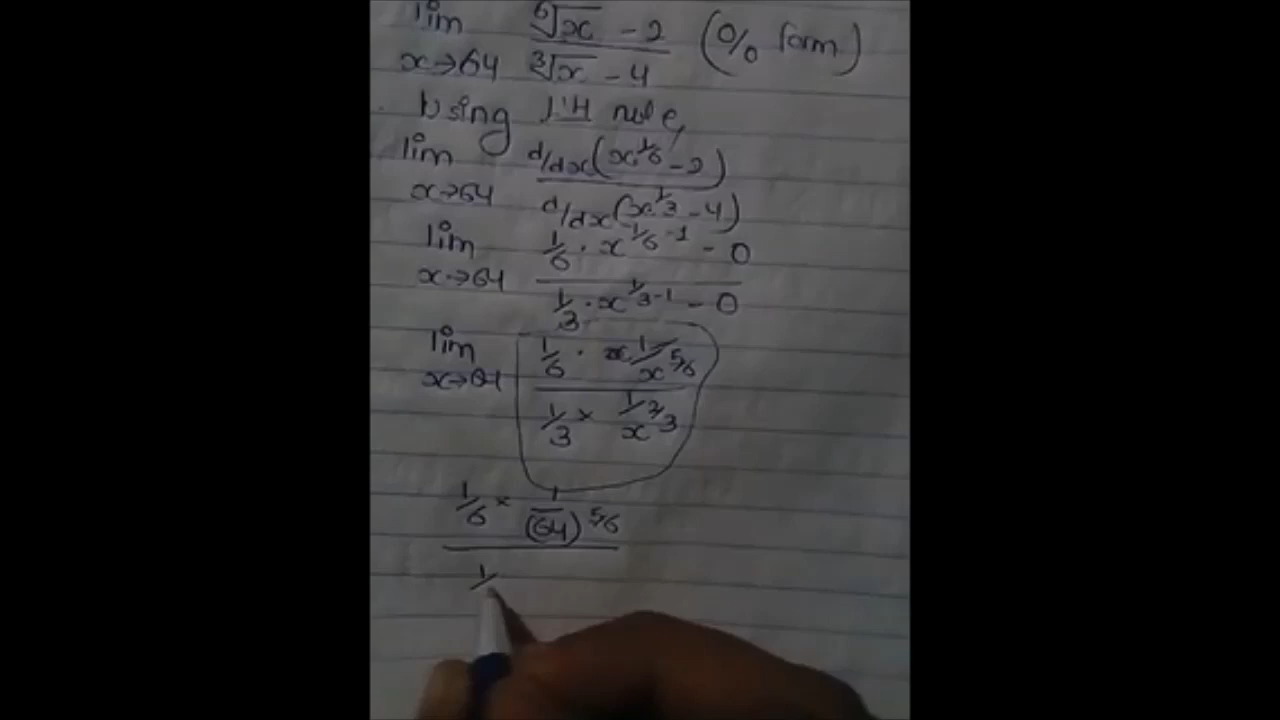 lim ⁶√x - 2 (0/0 form)
x→64 ³√x - 4
Using L'H rule,
lim d/dx(x^1/6 - 2)
x→64 d/dx(x^1/3 - 4)
lim 1/6 · x^1/6-1 - 0
x→64 1/3 · x^1/3-1 - 0
lim 1/6 · 1/x^5/6
x→64 1/3 × 1/x^2/3
1/6 × 1/(64)^5/6
1/